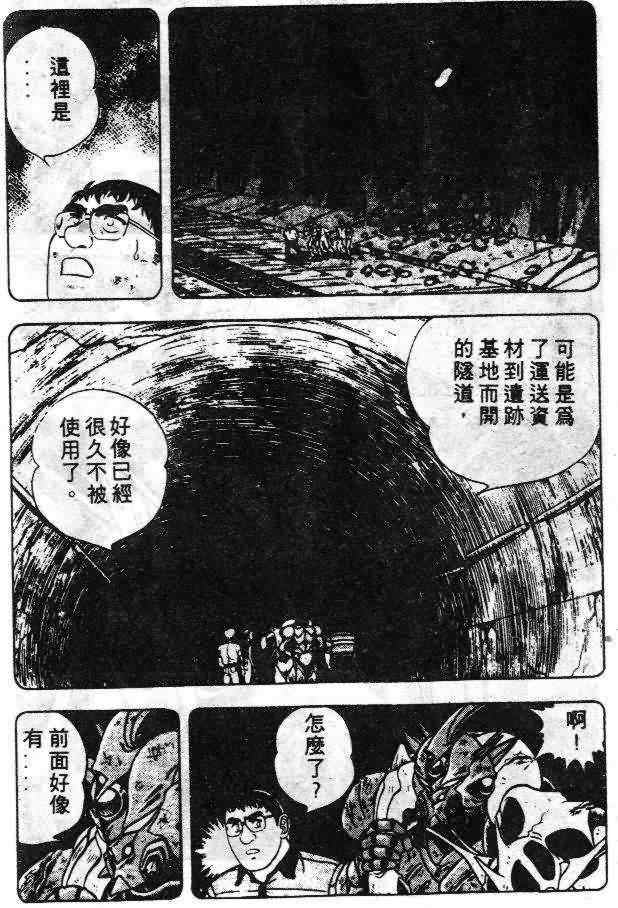 這裡是
....
可能是爲
了運送資
材到遺跡
基地而開
的隧道，
好像已經
很久不被
使用了。
啊！
怎麼了？
前面好像
有....